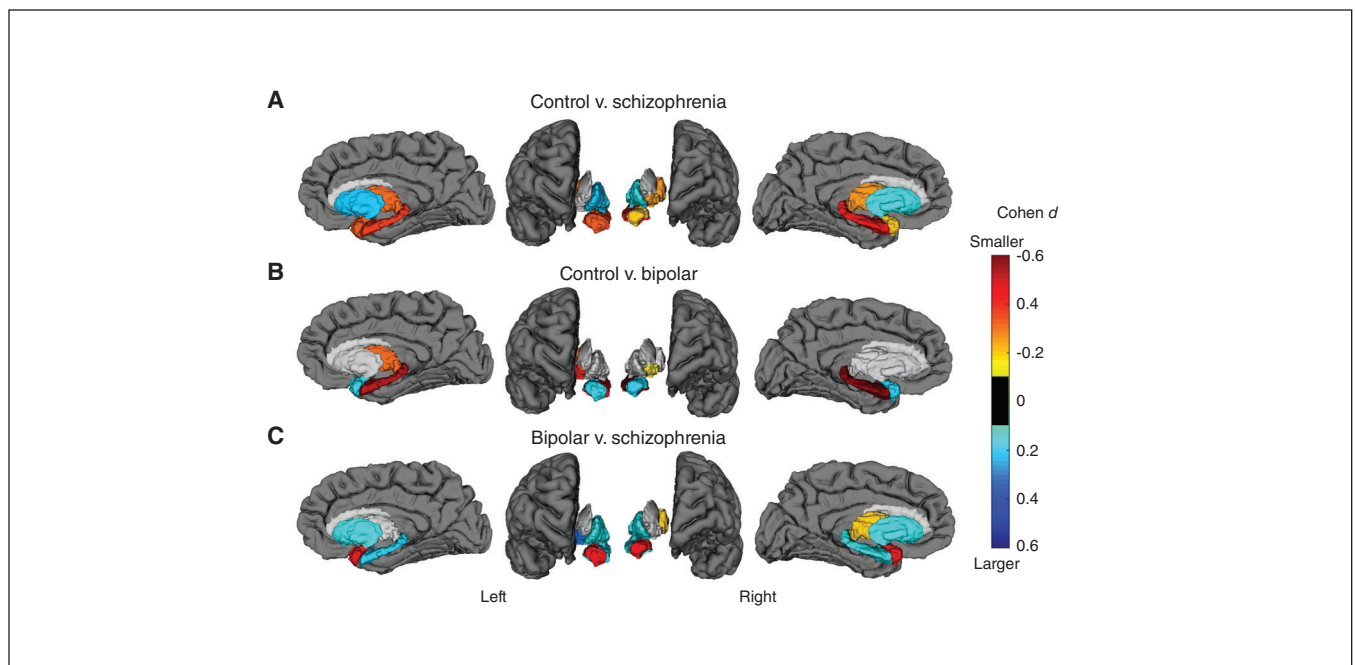 A
Control v. schizophrenia
Cohen d
Smaller
-0.6
0.4
-0.2
0
0.2
0.4
0.6
Larger
B
Control v. bipolar
C
Bipolar v. schizophrenia
Left
Right